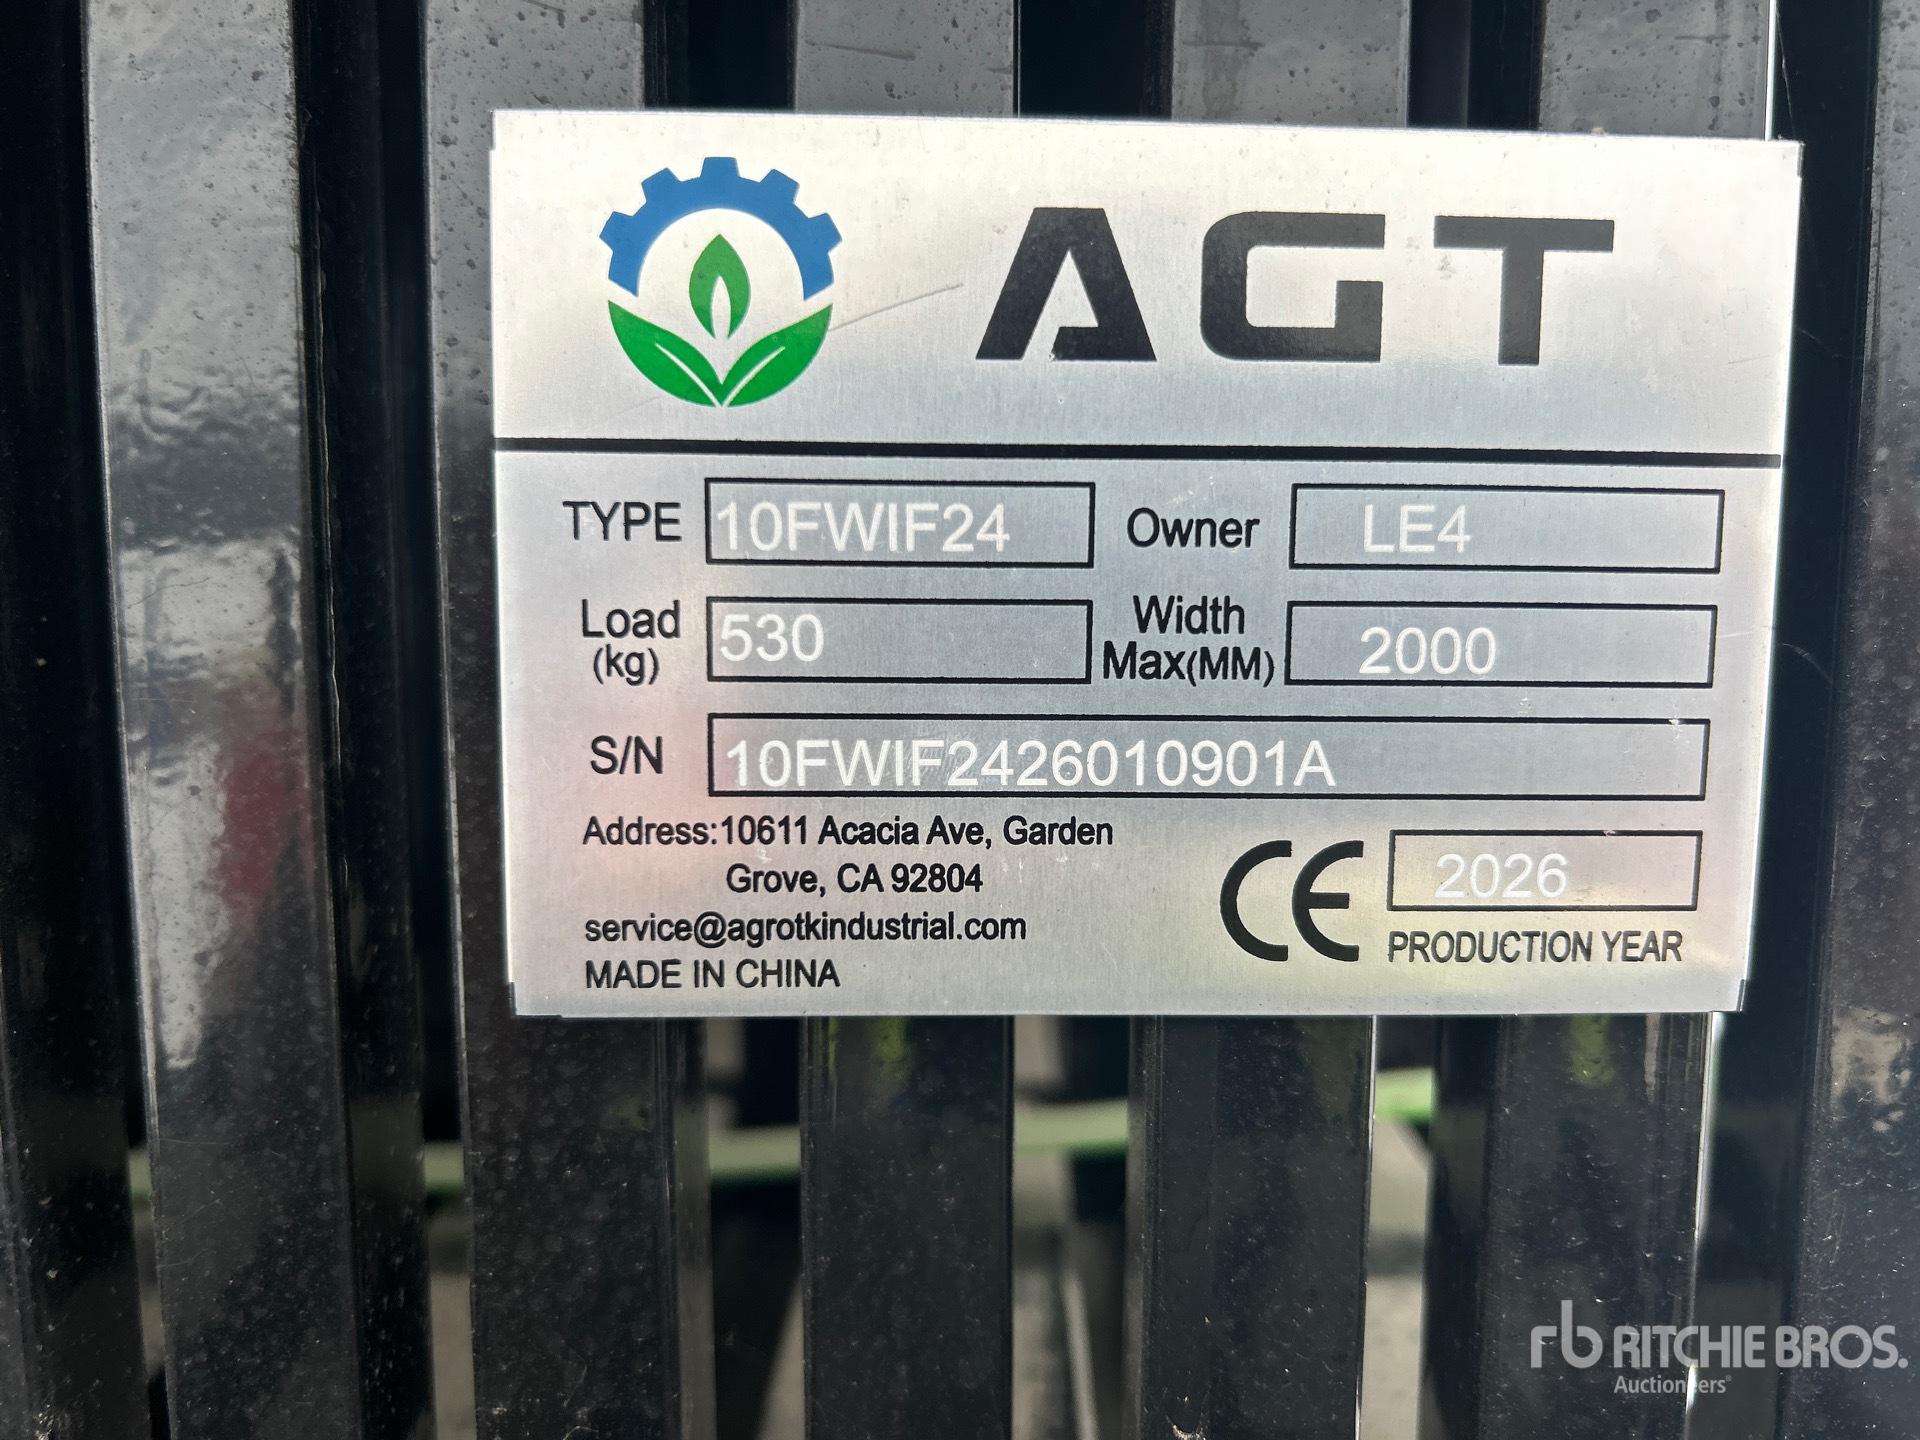 AGT
TYPE 10FWIF24 Owner LE4
Load (kg) 530 Width Max(MM) 2000
S/N 10FWIF2426010901A
Address:10611 Acacia Ave, Garden
Grove, CA 92804
service@agrotkindustrial.com
MADE IN CHINA
CE 2026
PRODUCTION YEAR
rb RITCHIE BROS.
Auctioneers